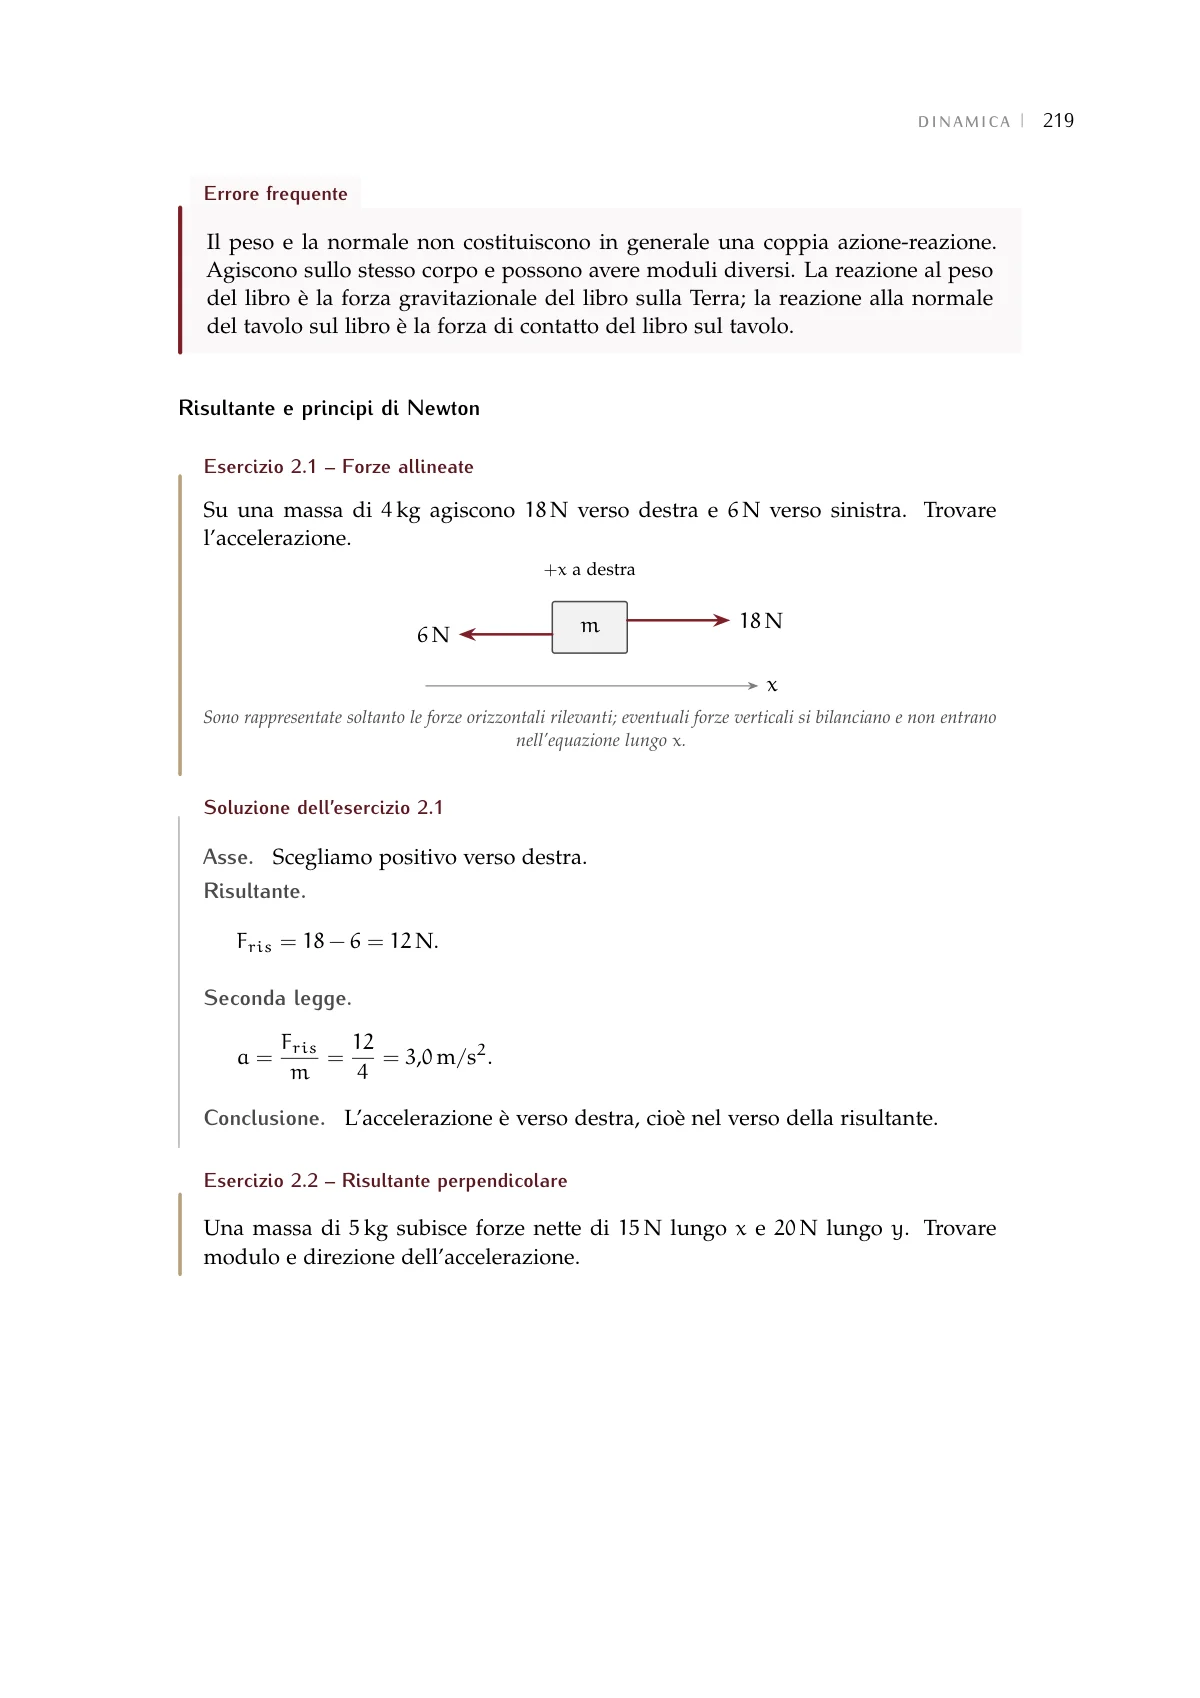 DINAMICA | 219
Errore frequente
Il peso e la normale non costituiscono in generale una coppia azione-reazione.
Agiscono sullo stesso corpo e possono avere moduli diversi. La reazione al peso
del libro è la forza gravitazionale del libro sulla Terra; la reazione alla normale
del tavolo sul libro è la forza di contatto del libro sul tavolo.
Risultante e principi di Newton
Esercizio 2.1 – Forze allineate
Su una massa di 4 kg agiscono 18 N verso destra e 6 N verso sinistra. Trovare
l'accelerazione.
+x a destra
6 N m 18 N
x
Sono rappresentate soltanto le forze orizzontali rilevanti; eventuali forze verticali si bilanciano e non entrano
nell'equazione lungo x.
Soluzione dell'esercizio 2.1
Asse. Scegliamo positivo verso destra.
Risultante.
F_ris = 18 − 6 = 12 N.
Seconda legge.
a = F_ris / m = 12 / 4 = 3,0 m/s².
Conclusione. L'accelerazione è verso destra, cioè nel verso della risultante.
Esercizio 2.2 – Risultante perpendicolare
Una massa di 5 kg subisce forze nette di 15 N lungo x e 20 N lungo y. Trovare
modulo e direzione dell'accelerazione.